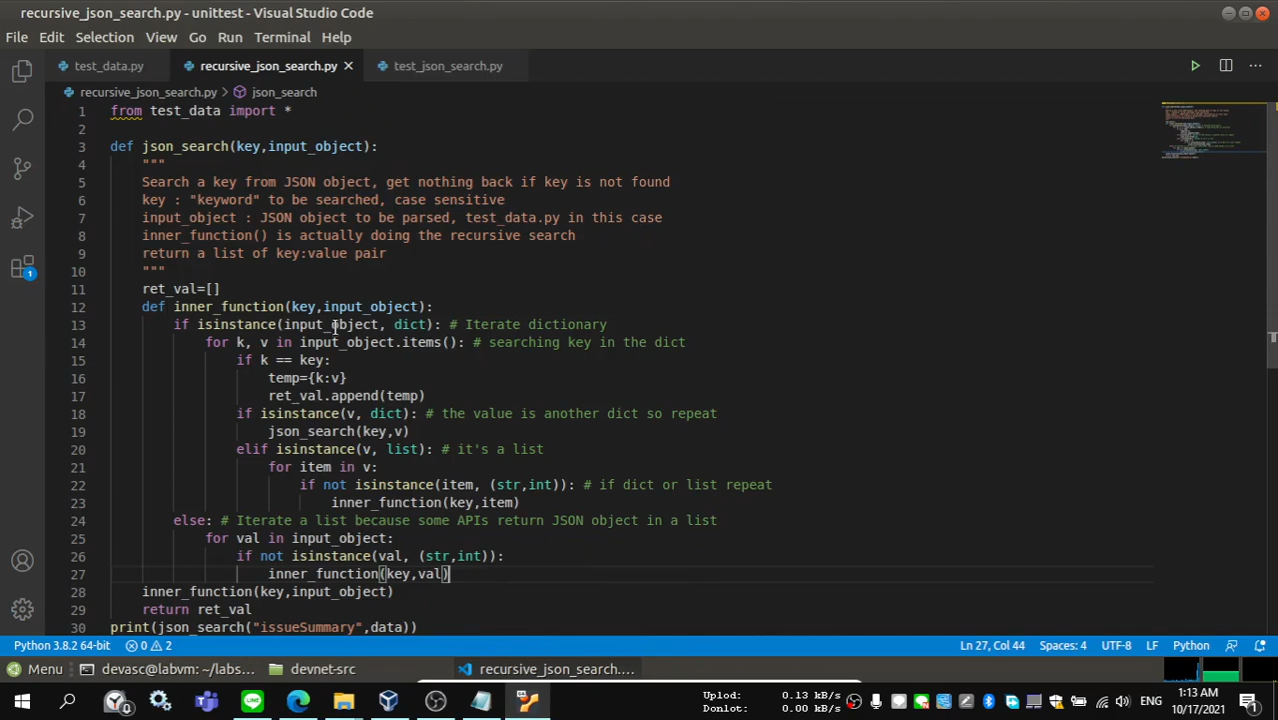 recursive_json_search.py - unittest - Visual Studio Code
File Edit Selection View Go Run Terminal Help
test_data.py recursive_json_search.py × test_json_search.py
recursive_json_search.py > json_search
1 from test_data import *
2
3 def json_search(key,input_object):
4 """
5 Search a key from JSON object, get nothing back if key is not found
6 key : "keyword" to be searched, case sensitive
7 input_object : JSON object to be parsed, test_data.py in this case
8 inner_function() is actually doing the recursive search
9 return a list of key:value pair
10 """
11 ret_val=[]
12 def inner_function(key,input_object):
13 if isinstance(input_object, dict): # Iterate dictionary
14 for k, v in input_object.items(): # searching key in the dict
15 if k == key:
16 temp={k:v}
17 ret_val.append(temp)
18 if isinstance(v, dict): # the value is another dict so repeat
19 json_search(key,v)
20 elif isinstance(v, list): # it's a list
21 for item in v:
22 if not isinstance(item, (str,int)): # if dict or list repeat
23 inner_function(key,item)
24 else: # Iterate a list because some APIs return JSON object in a list
25 for val in input_object:
26 if not isinstance(val, (str,int)):
27 inner_function(key,val)
28 inner_function(key,input_object)
29 return ret_val
30 print(json_search("issueSummary",data))
1
Python 3.8.2 64-bit 0 2 Ln 27, Col 44 Spaces: 4 UTF-8 LF Python
Menu devasc@labvm: ~/labs... devnet-src recursive_json_search....
0 Uplod: 0.13 kB/s
Donlot: 0.00 kB/s ENG 1:13 AM
10/17/2021 1